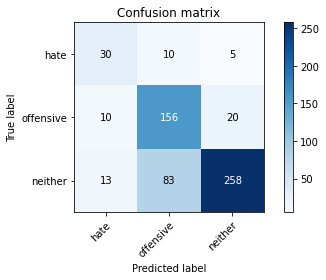 Confusion matrix
True label
hate 30 10 5
offensive 10 156 20
neither 13 83 258
hate offensive neither
Predicted label
250
200
150
100
50